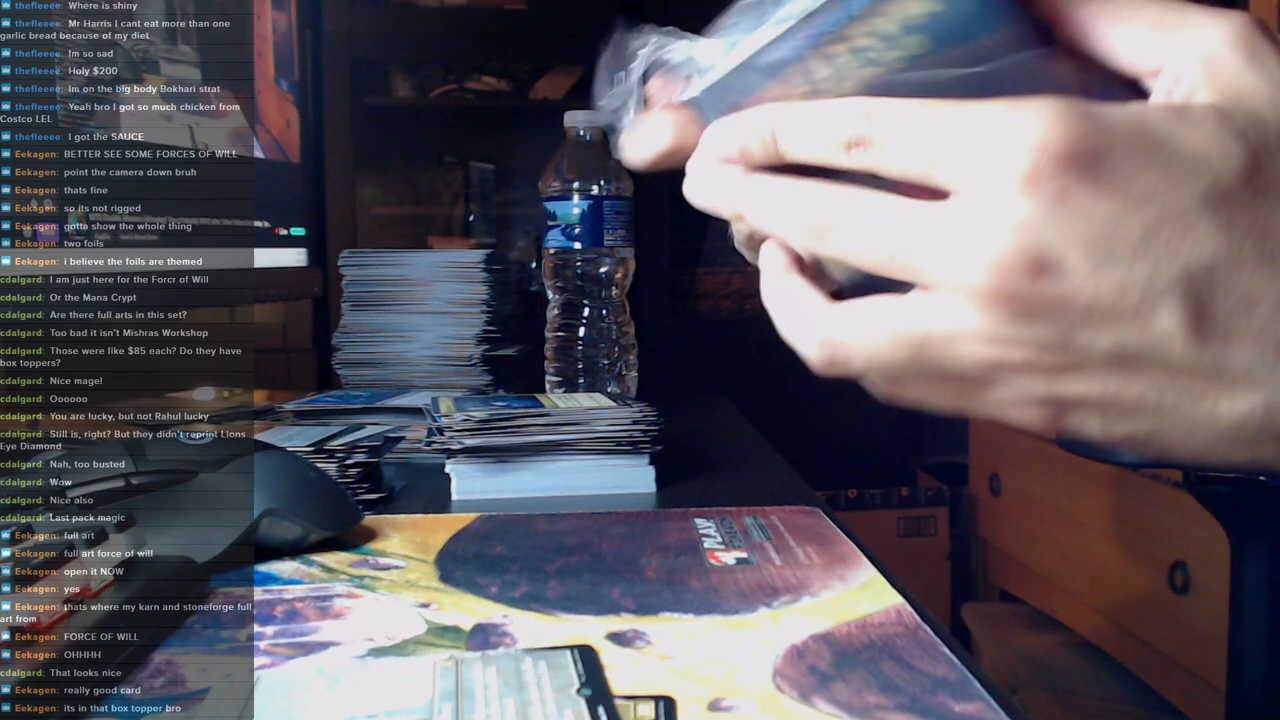 thefleeee: Where is shiny
thefleeee: Mr Harris I cant eat more than one
garlic bread because of my diet
thefleeee: Im so sad
thefleeee: Holy $200
thefleeee: Im on the big body Bokhari strat
thefleeee: Yeah bro I got so much chicken from
Costco LEL
thefleeee: I got the SAUCE
Eekagen: BETTER SEE SOME FORCES OF WILL
Eekagen: point the camera down bruh
Eekagen: thats fine
Eekagen: so its not rigged
Eekagen: gotta show the whole thing
Eekagen: two foils
Eekagen: i believe the foils are themed
cdalgard: I am just here for the Forcr of Will
cdalgard: Or the Mana Crypt
cdalgard: Are there full arts in this set?
cdalgard: Too bad it isn't Mishras Workshop
cdalgard: Those were like $85 each? Do they have
box toppers?
cdalgard: Nice mage!
cdalgard: Oooooo
cdalgard: You are lucky, but not Rahul lucky
cdalgard: Still is, right? But they didn't reprint Lions
Eye Diamond
cdalgard: Nah, too busted
cdalgard: Wow
cdalgard: Nice also
cdalgard: Last pack magic
Eekagen: full art
Eekagen: full art force of will
Eekagen: open it NOW
Eekagen: yes
Eekagen: thats where my karn and stoneforge full
art from
Eekagen: FORCE OF WILL
Eekagen: OHHHH
cdalgard: That looks nice
Eekagen: really good card
Eekagen: its in that box topper bro